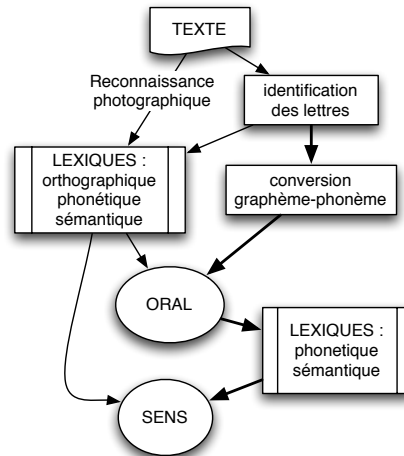 TEXTE
Reconnaissance
photographique
identification
des lettres
LEXIQUES :
orthographique
phonétique
sémantique
conversion
graphème-phonème
ORAL
LEXIQUES :
phonetique
sémantique
SENS